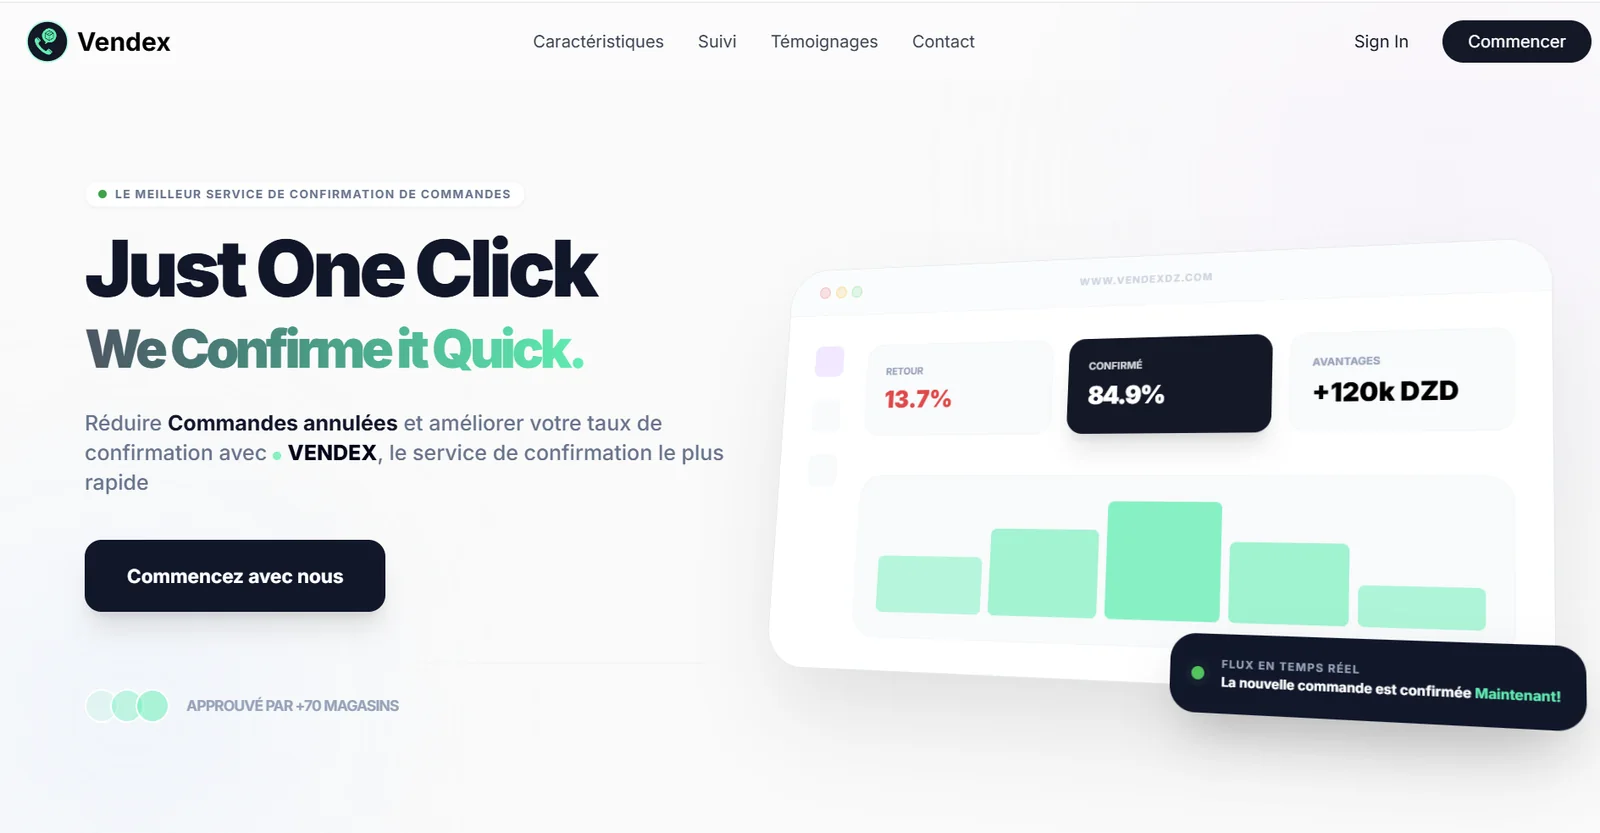 Vendex
Caractéristiques
Suivi
Témoignages
Contact
Sign In
Commencer
LE MEILLEUR SERVICE DE CONFIRMATION DE COMMANDES
Just One Click
We Confirme it Quick.
Réduire Commandes annulées et améliorer votre taux de
confirmation avec VENDEX, le service de confirmation le plus
rapide
Commencez avec nous
APPROUVÉ PAR +70 MAGASINS
WWW.VENDEXDZ.COM
RETOUR
13.7%
CONFIRMÉ
84.9%
AVANTAGES
+120k DZD
FLUX EN TEMPS RÉEL
La nouvelle commande est confirmée Maintenant!